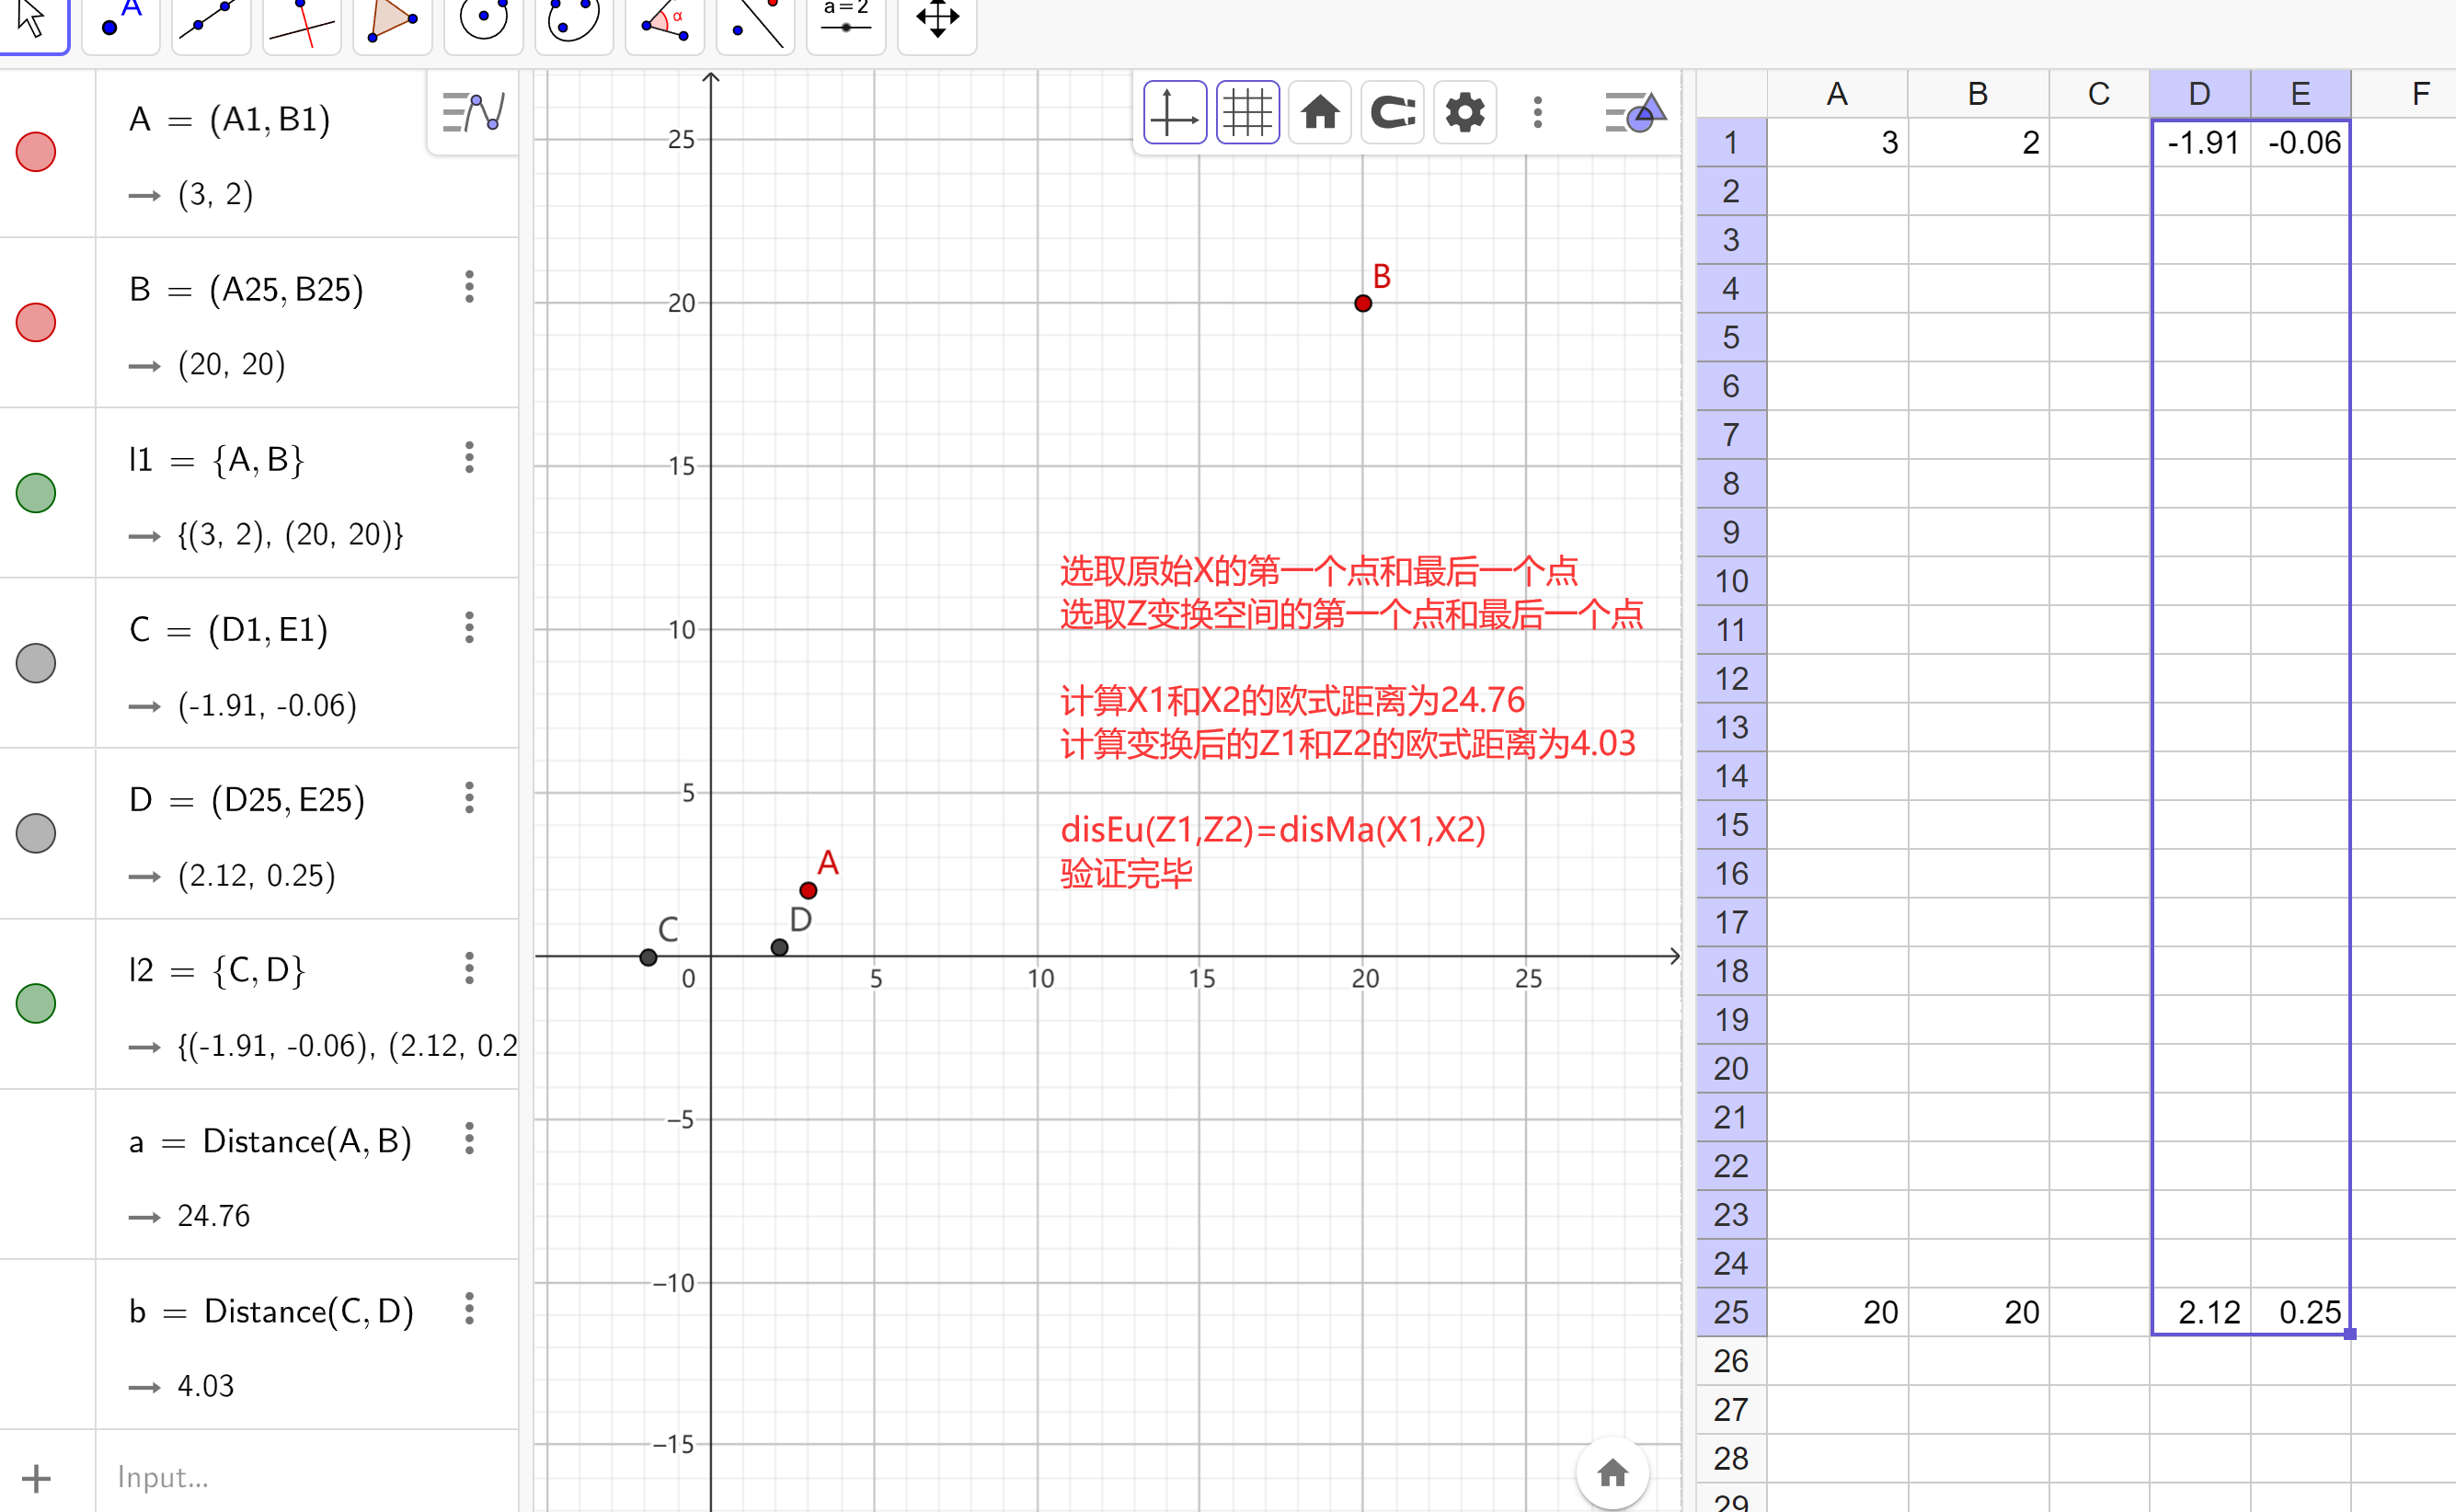 A
α
a=2
A = (A1, B1)
→ (3, 2)
B = (A25, B25)
→ (20, 20)
l1 = {A, B}
→ {(3, 2), (20, 20)}
C = (D1, E1)
→ (-1.91, -0.06)
D = (D25, E25)
→ (2.12, 0.25)
l2 = {C, D}
→ {(-1.91, -0.06), (2.12, 0.2
a = Distance(A, B)
→ 24.76
b = Distance(C, D)
→ 4.03
+ Input...
25
20
15
10
5
0 5 10 15 20 25
–5
–10
–15
B
A
D
C
选取原始X的第一个点和最后一个点
选取Z变换空间的第一个点和最后一个点
计算X1和X2的欧式距离为24.76
计算变换后的Z1和Z2的欧式距离为4.03
disEu(Z1,Z2)=disMa(X1,X2)
验证完毕
A B C D E F
1 3 2 -1.91 -0.06
2
3
4
5
6
7
8
9
10
11
12
13
14
15
16
17
18
19
20
21
22
23
24
25 20 20 2.12 0.25
26
27
28
29